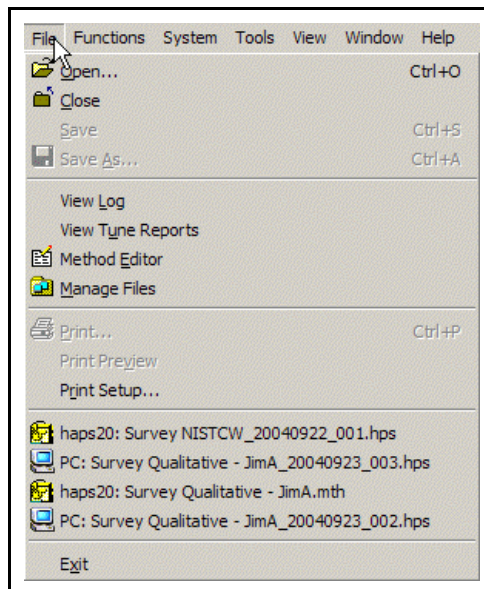 File Functions System Tools View Window Help
Open... Ctrl+O
Close
Save Ctrl+S
Save As... Ctrl+A
View Log
View Tune Reports
Method Editor
Manage Files
Print... Ctrl+P
Print Preview
Print Setup...
haps20: Survey NISTCW_20040922_001.hps
PC: Survey Qualitative - JimA_20040923_003.hps
haps20: Survey Qualitative - JimA.mth
PC: Survey Qualitative - JimA_20040923_002.hps
Exit